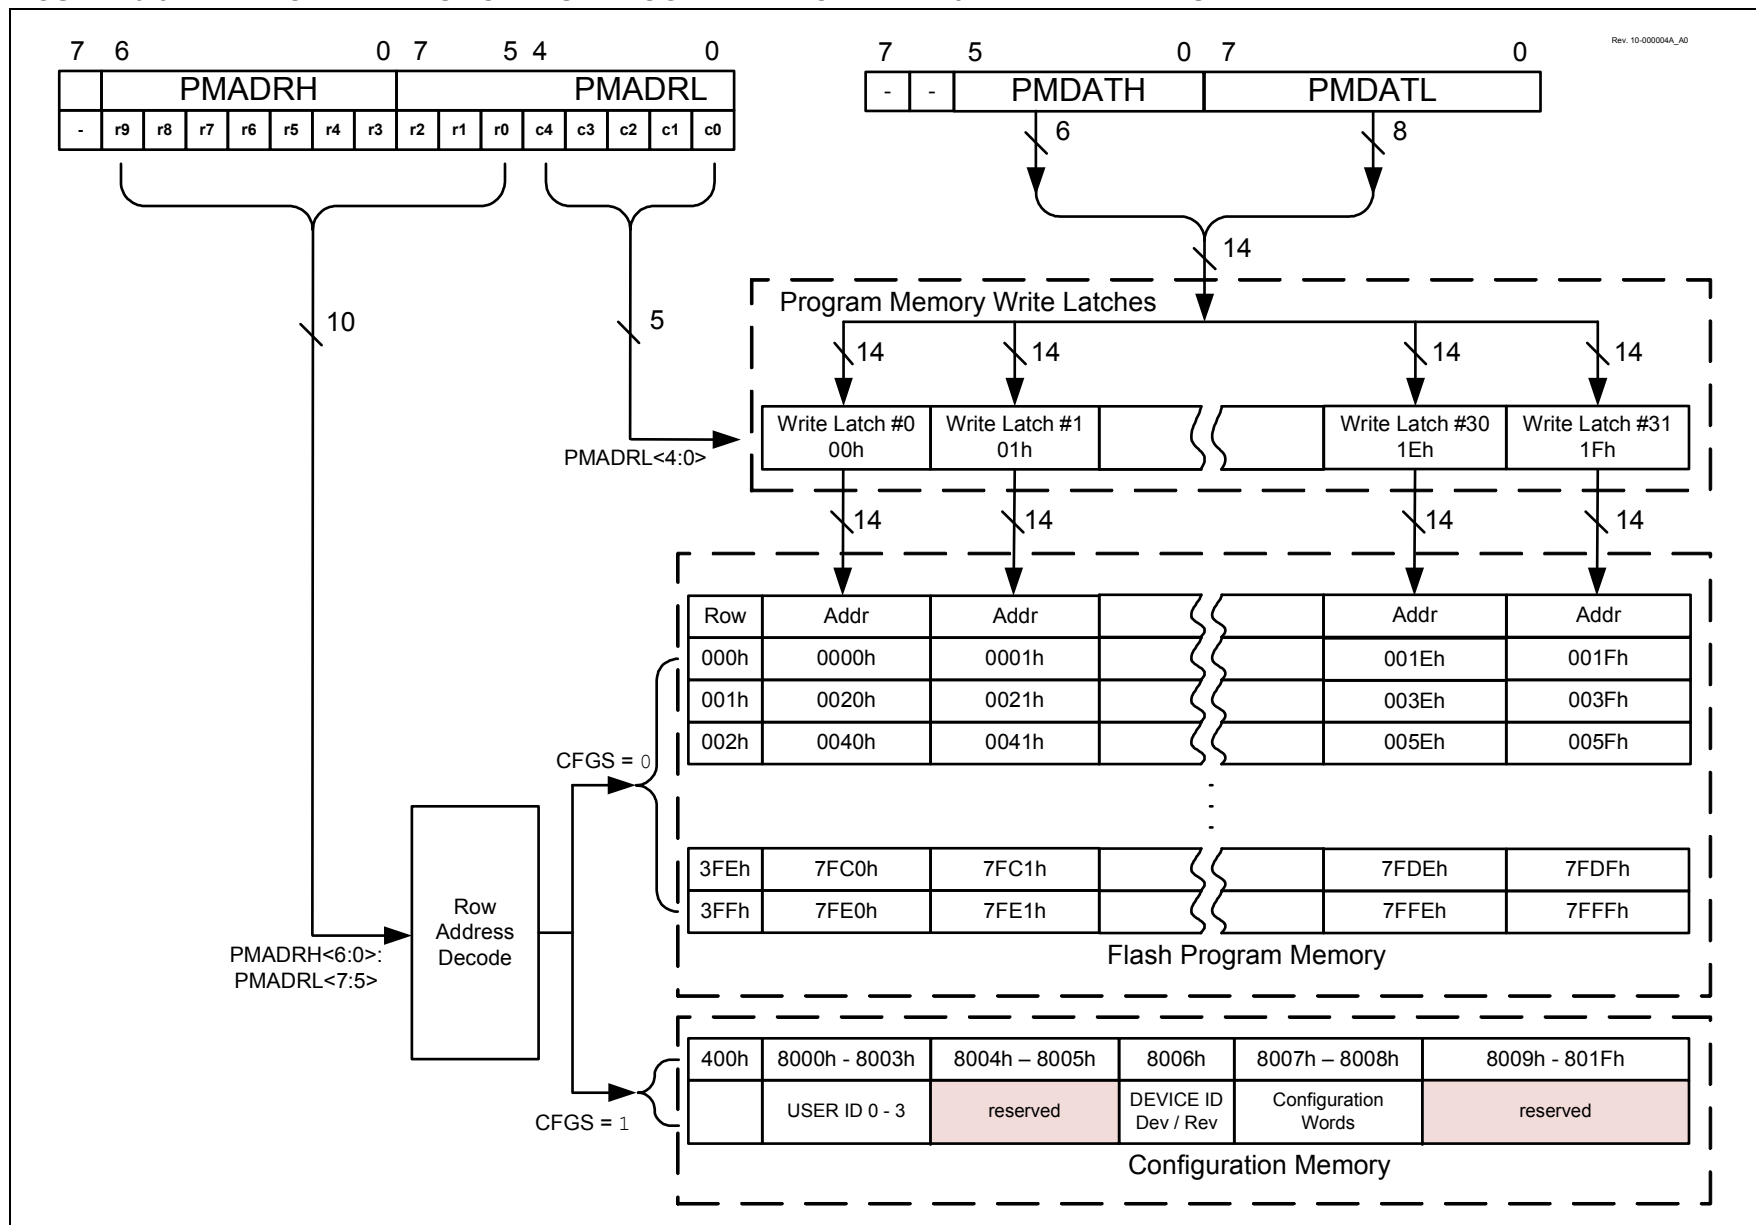 Rev. 10-000004A_A0
7 6 0 7 5 4 0
7 5 0 7 0
PMADRH PMADRL
- - PMDATH PMDATL
- r9 r8 r7 r6 r5 r4 r3 r2 r1 r0 c4 c3 c2 c1 c0
6 8
14
10 5
Program Memory Write Latches
14 14 14 14
Write Latch #0 Write Latch #1 Write Latch #30 Write Latch #31
00h 01h 1Eh 1Fh
PMADRL<4:0>
14 14 14 14
Row Addr Addr Addr Addr
000h 0000h 0001h 001Eh 001Fh
001h 0020h 0021h 003Eh 003Fh
002h 0040h 0041h 005Eh 005Fh
CFGS = 0
3FEh 7FC0h 7FC1h 7FDEh 7FDFh
3FFh 7FE0h 7FE1h 7FFEh 7FFFh
Row
Address
Decode
PMADRH<6:0>:
PMADRL<7:5>
Flash Program Memory
400h 8000h - 8003h 8004h – 8005h 8006h 8007h – 8008h 8009h - 801Fh
USER ID 0 - 3 reserved DEVICE ID Configuration reserved
Dev / Rev Words
CFGS = 1
Configuration Memory